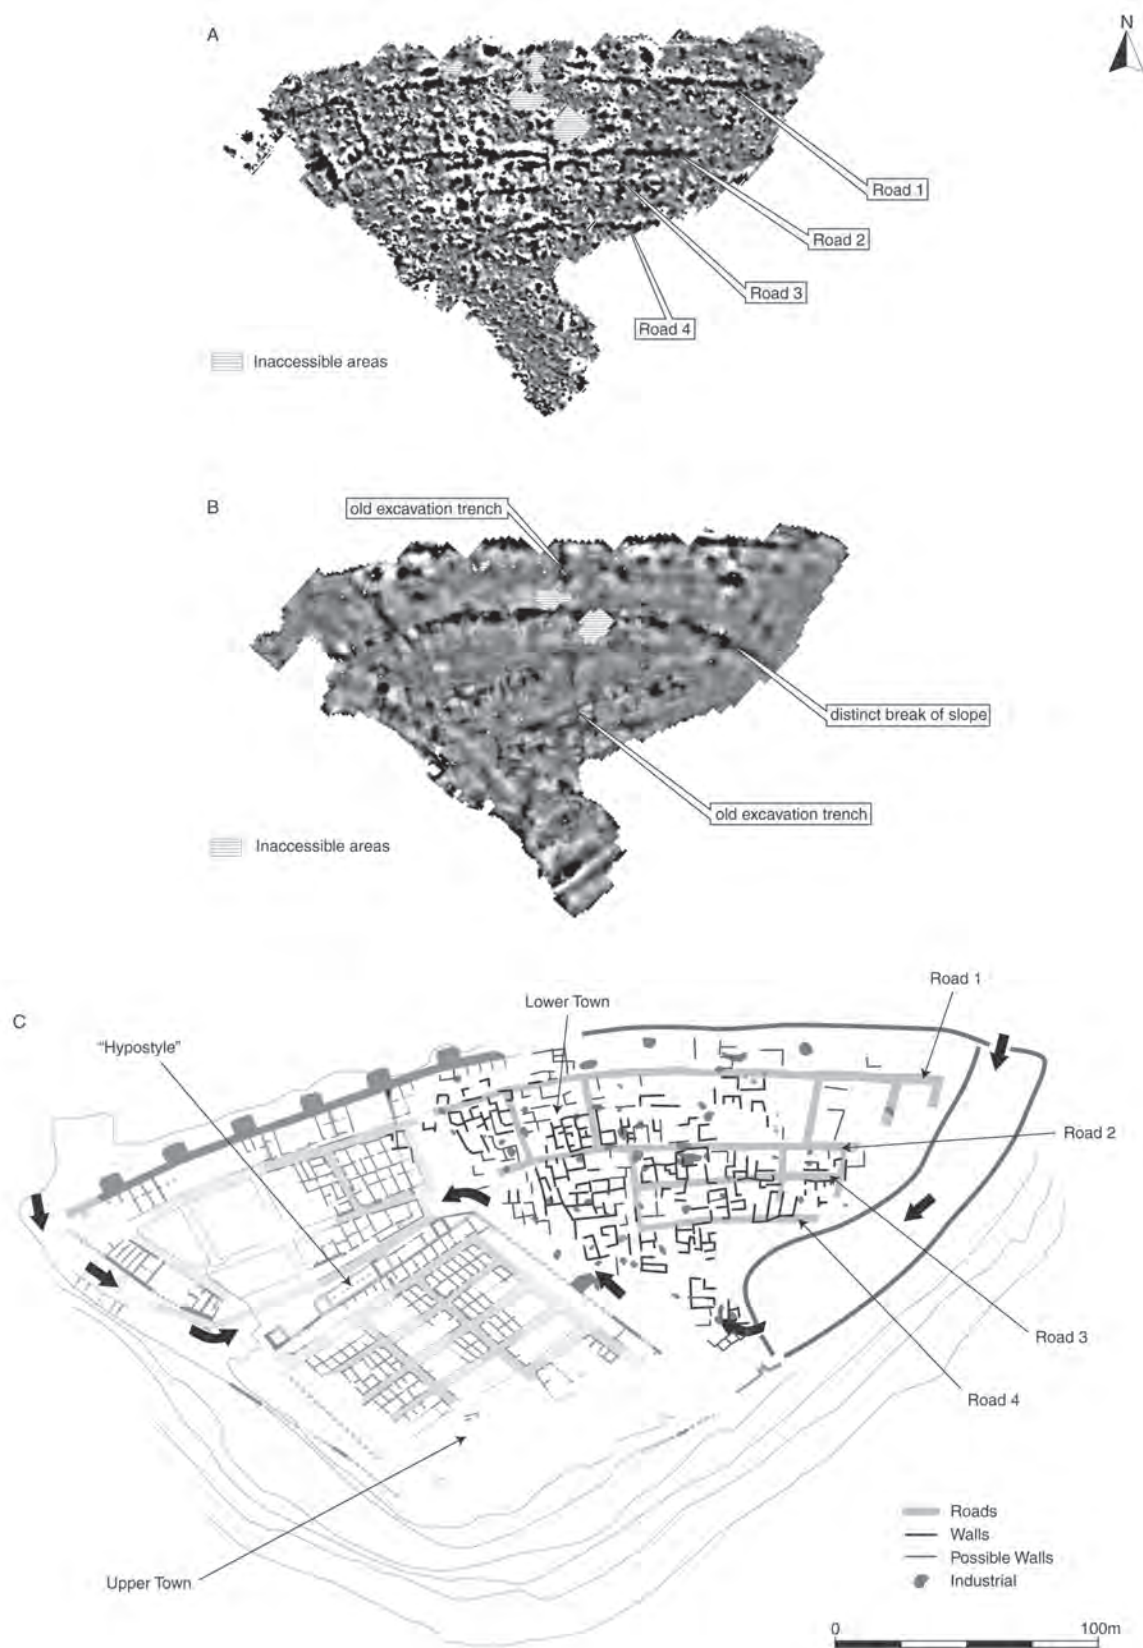 A
N
Road 1
Road 2
Road 3
Road 4
Inaccessible areas
B
old excavation trench
distinct break of slope
old excavation trench
Inaccessible areas
C
Road 1
Lower Town
"Hypostyle"
Road 2
Road 3
Road 4
Upper Town
Roads
Walls
Possible Walls
Industrial
0 100m